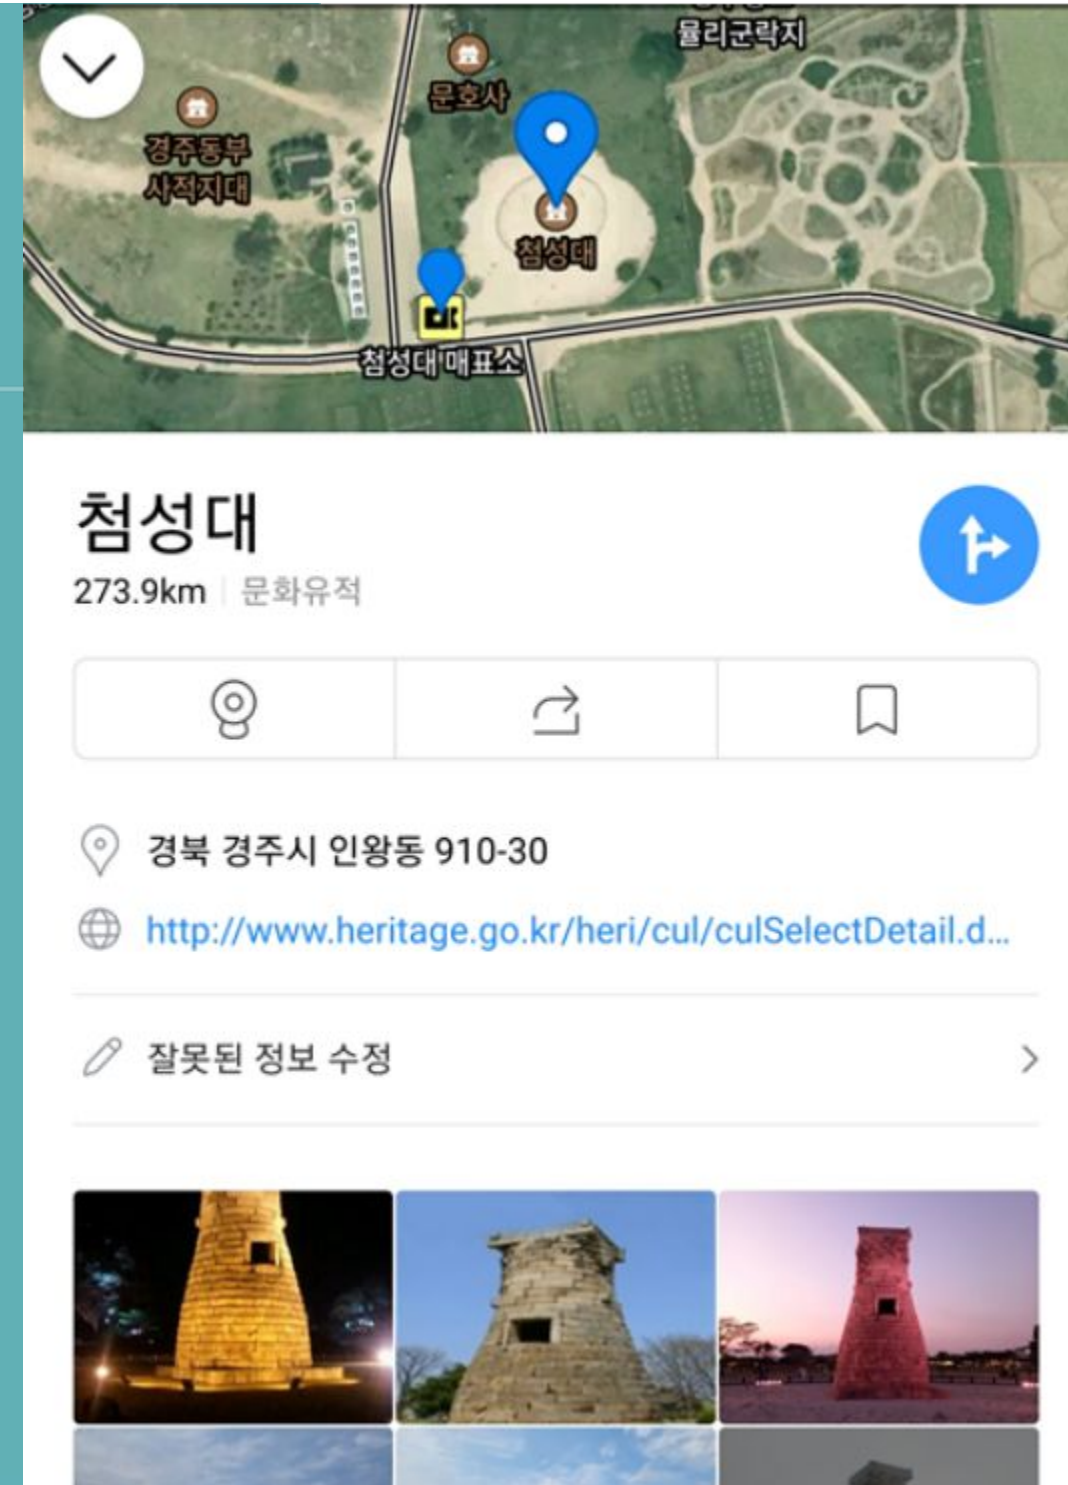 뮬리군락지
문호사
경주동부
사적지대
첨성대
첨성대 매표소
첨성대
273.9km
문화유적
경북 경주시 인왕동 910-30
http://www.heritage.go.kr/heri/cul/culSelectDetail.d...
잘못된 정보 수정